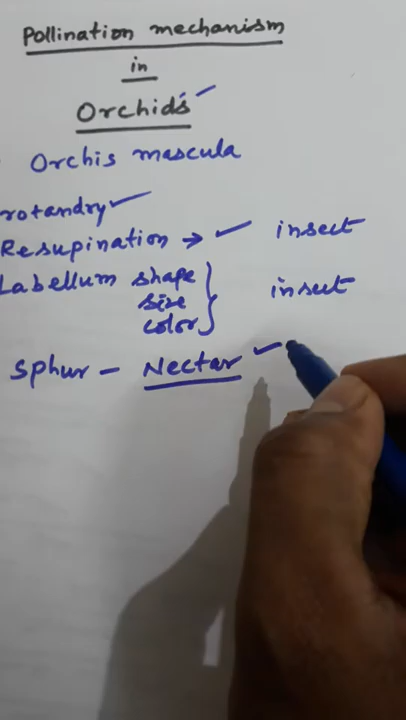 Pollination mechanism
in
Orchids
Orchis mascula
rotandry
Resupination → insect
Labellum shape
size
color } insect
Sphur - Nectar